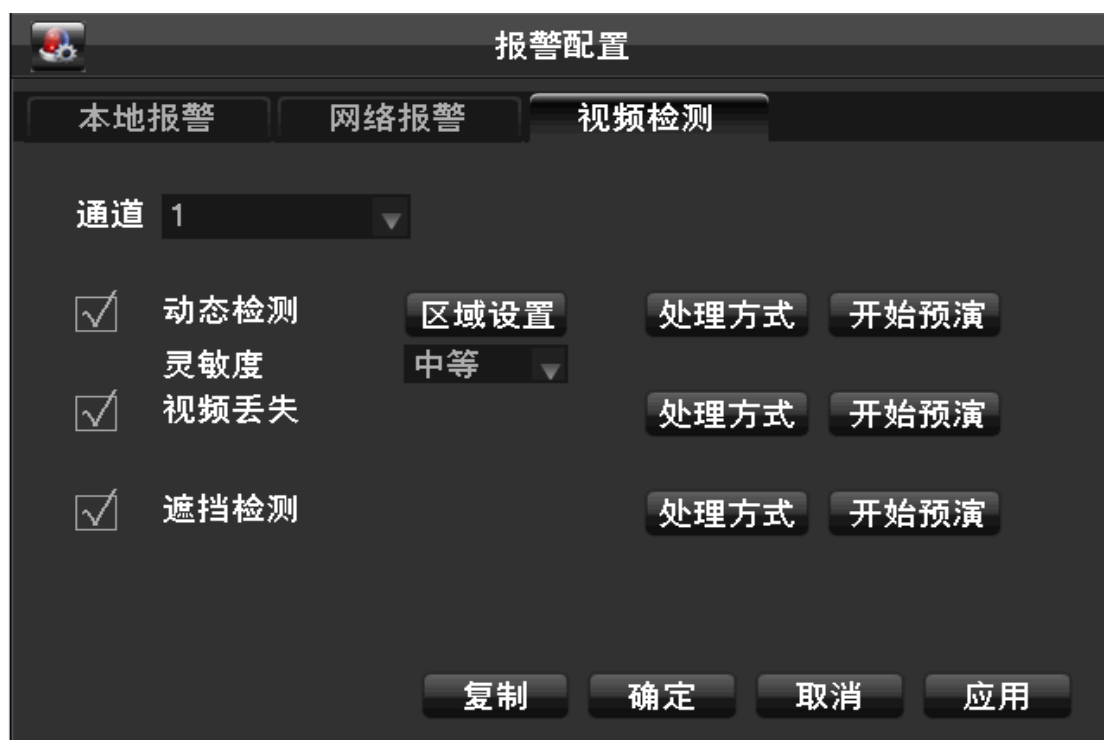 报警配置
本地报警 网络报警 视频检测
通道 1
动态检测 区域设置 处理方式 开始预演
灵敏度 中等
视频丢失 处理方式 开始预演
遮挡检测 处理方式 开始预演
复制 确定 取消 应用